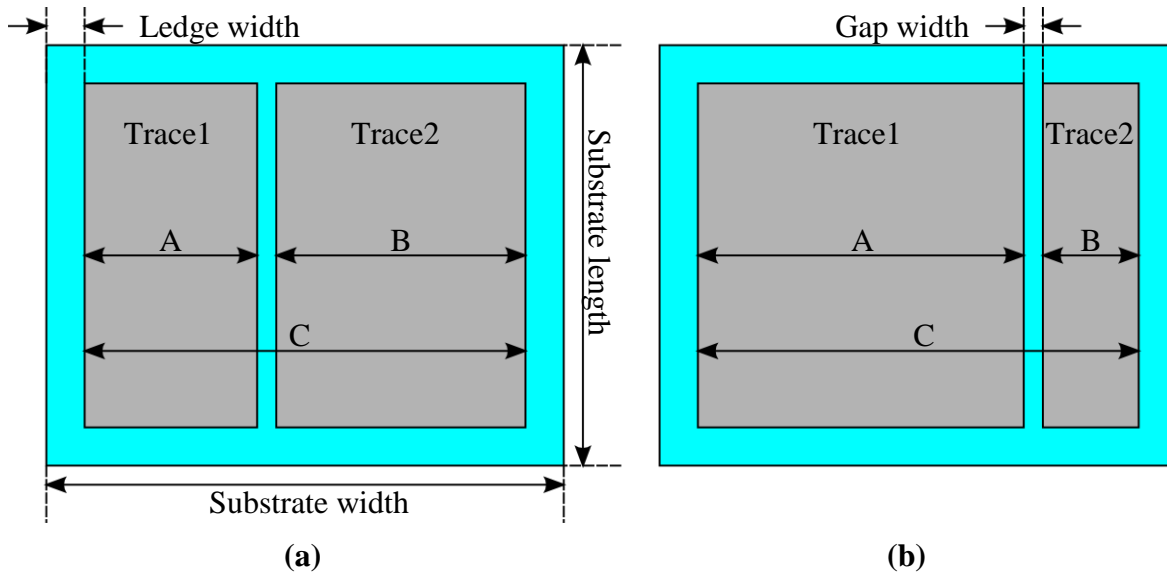 Ledge width
Trace1
Trace2
A
B
C
Substrate length
Substrate width
(a)
Gap width
Trace1
Trace2
A
B
C
(b)